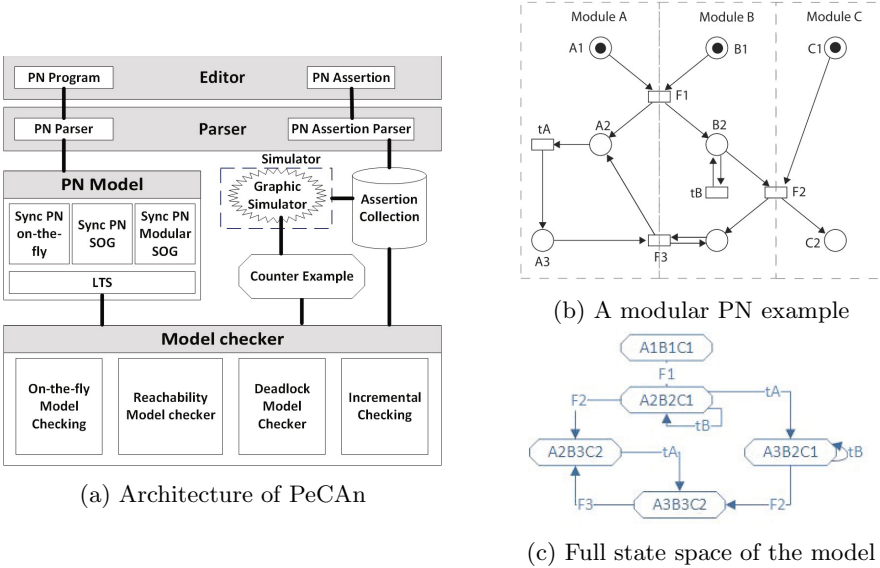 PN Program
Editor
PN Assertion
PN Parser
Parser
PN Assertion Parser
Simulator
PN Model
Graphic
Simulator
Assertion
Collection
Sync PN
on-the-
fly
Sync PN
SOG
Sync PN
Modular
SOG
LTS
Counter Example
Model checker
On-the-fly
Model
Checking
Reachability
Model checker
Deadlock
Model
Checker
Incremental
Checking
(a) Architecture of PeCAn
Module A
Module B
Module C
A1
B1
C1
F1
tA
A2
B2
tB
F2
A3
F3
C2
(b) A modular PN example
A1B1C1
F1
A2B2C1
tA
F2
tB
A2B3C2
tA
A3B2C1
tB
F3
A3B3C2
F2
(c) Full state space of the model